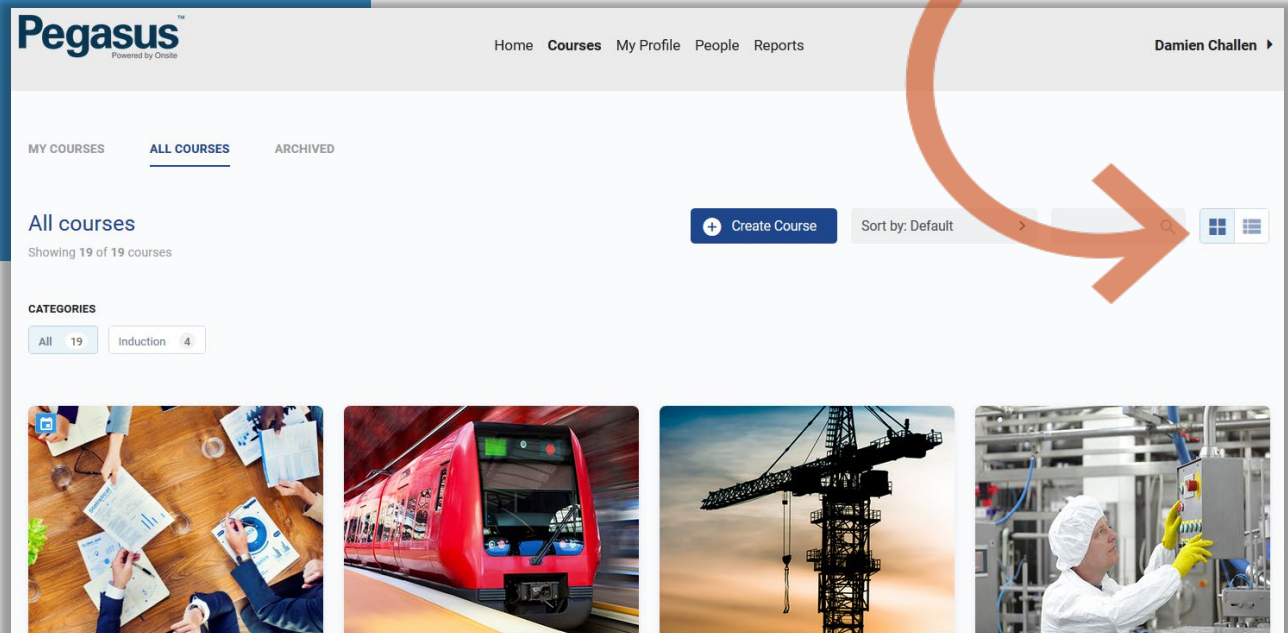 Pegasus™
Powered by Onsite
Home Courses My Profile People Reports
Damien Challen
MY COURSES ALL COURSES ARCHIVED
All courses
Create Course Sort by: Default
Showing 19 of 19 courses
CATEGORIES
All 19 Induction 4